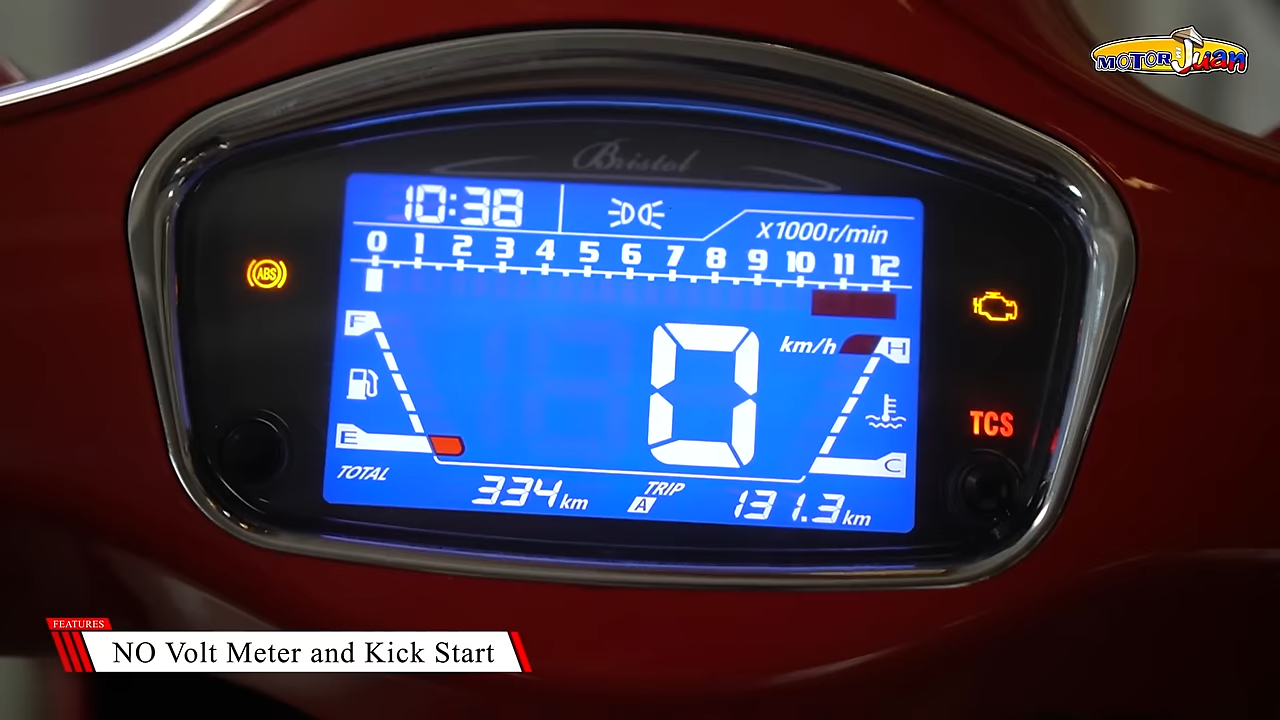 MOTOR Juan
Bristol
10:38
x1000r/min
0 1 2 3 4 5 6 7 8 9 10 11 12
ABS
F
km/h
H
0
TCS
E
C
TOTAL
334 km
TRIP
A
131.3 km
FEATURES
NO Volt Meter and Kick Start